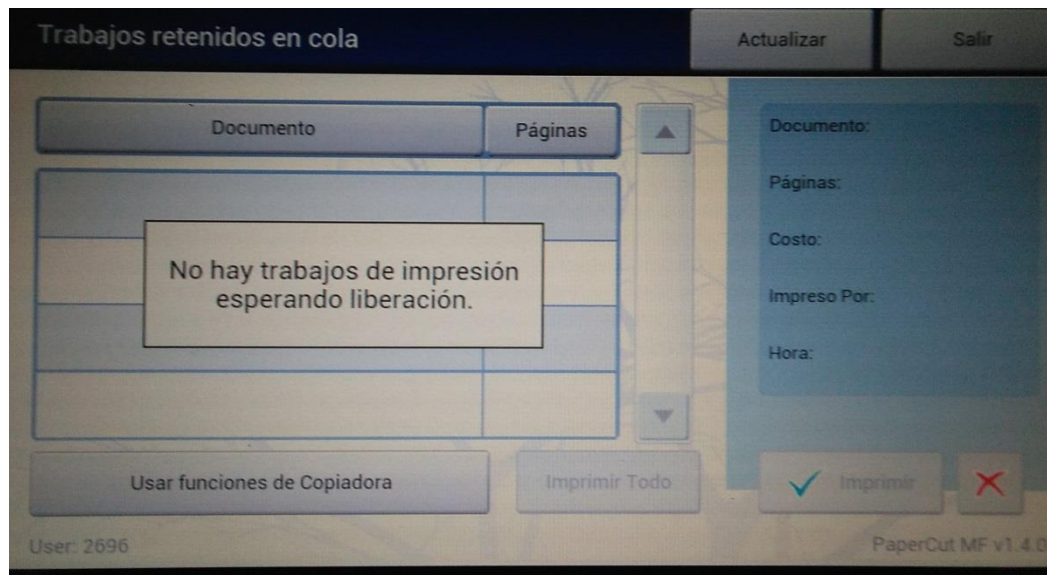 Trabajos retenidos en cola
Actualizar
Salir
Documento
Páginas
No hay trabajos de impresión
esperando liberación.
Documento:
Páginas:
Costo:
Impreso Por:
Hora:
Usar funciones de Copiadora
Imprimir Todo
Imprimir
User: 2696
PaperCut MF v1.4.0